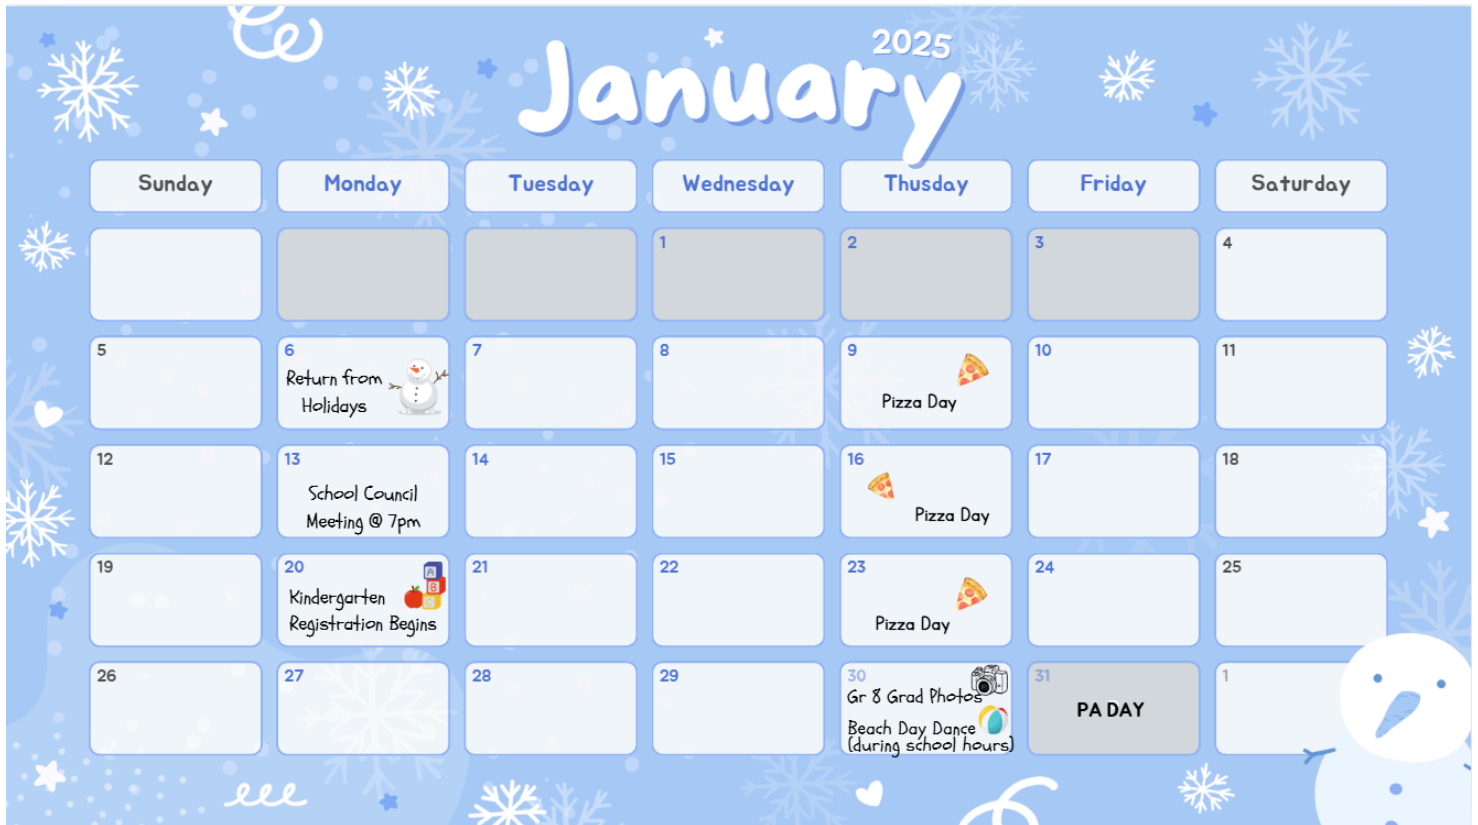 2025
January
Sunday Monday Tuesday Wednesday Thusday Friday Saturday
1 2 3 4
5 6 7 8 9 10 11
Return from
Holidays
Pizza Day
12 13 14 15 16 17 18
School Council
Meeting @ 7pm
Pizza Day
19 20 21 22 23 24 25
A
B
C
Kindergarten
Registration Begins
Pizza Day
26 27 28 29 30 31 1
Gr 8 Grad Photos
Beach Day Dance
(during school hours)
PA DAY